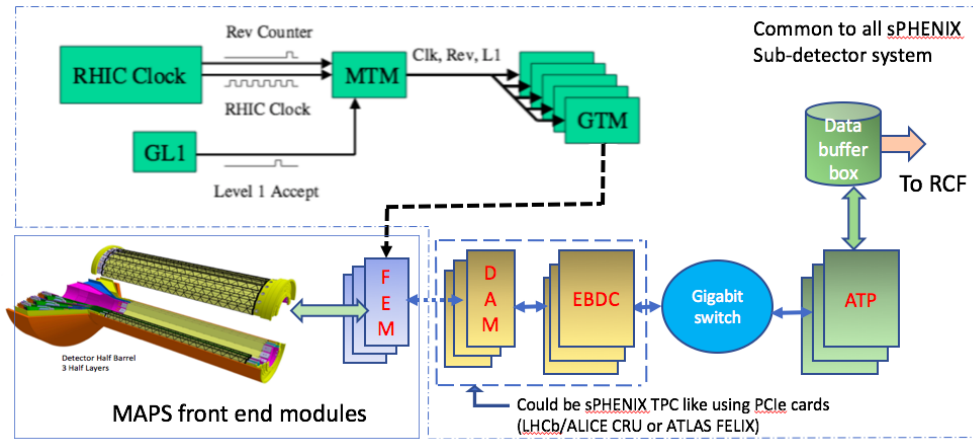 Common to all sPHENIX
Sub-detector system
Rev Counter
RHIC Clock
RHIC Clock
MTM
Clk, Rev, L1
GTM
GL1
Level 1 Accept
Data
buffer
box
To RCF
Detector Half Barrel
3 Half Layers
MAPS front end modules
F
E
M
D
A
M
EBDC
Gigabit
switch
ATP
Could be sPHENIX TPC like using PCIe cards
(LHCb/ALICE CRU or ATLAS FELIX)